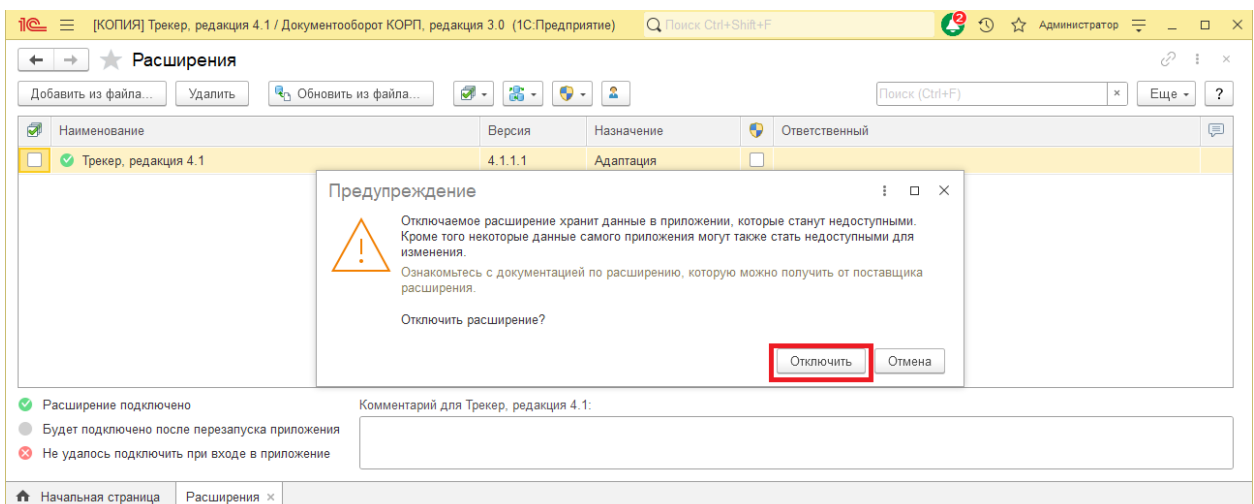 [КОПИЯ] Трекер, редакция 4.1 / Документооборот КОРП, редакция 3.0 (1С:Предприятие)
Поиск Ctrl+Shift+F
2
Администратор
Расширения
Добавить из файла...
Удалить
Обновить из файла...
Поиск (Ctrl+F)
×
Еще
?
Наименование
Версия
Назначение
Ответственный
Трекер, редакция 4.1
4.1.1.1
Адаптация
Предупреждение
Отключаемое расширение хранит данные в приложении, которые станут недоступными.
Кроме того некоторые данные самого приложения могут также стать недоступными для
изменения.
Ознакомьтесь с документацией по расширению, которую можно получить от поставщика
расширения.
Отключить расширение?
Отключить
Отмена
Расширение подключено
Комментарий для Трекер, редакция 4.1:
Будет подключено после перезапуска приложения
Не удалось подключить при входе в приложение
Начальная страница
Расширения ×